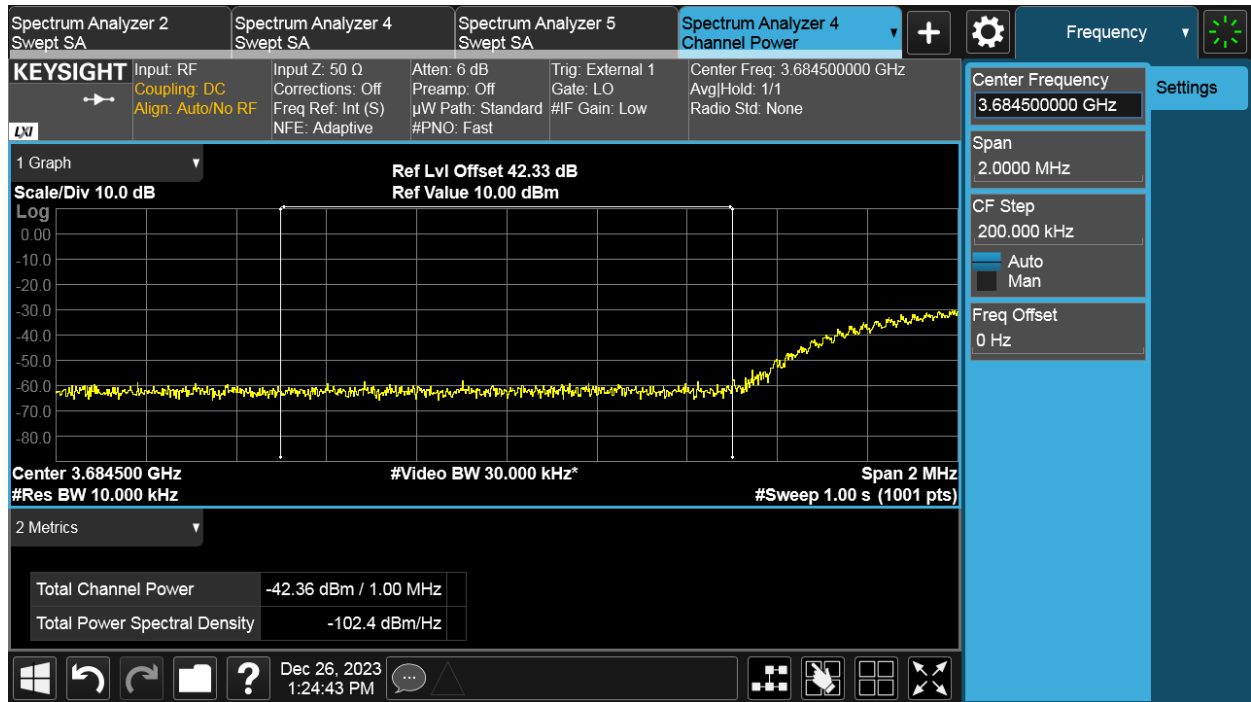 Spectrum Analyzer 2
Swept SA
Spectrum Analyzer 4
Swept SA
Spectrum Analyzer 5
Swept SA
Spectrum Analyzer 4
Channel Power
+
Frequency
KEYSIGHT
LXI
Input: RF
Coupling: DC
Align: Auto/No RF
Input Z: 50 Ω
Corrections: Off
Freq Ref: Int (S)
NFE: Adaptive
Atten: 6 dB
Preamp: Off
µW Path: Standard
#PNO: Fast
Trig: External 1
Gate: LO
#IF Gain: Low
Center Freq: 3.684500000 GHz
Avg|Hold: 1/1
Radio Std: None
Center Frequency
3.684500000 GHz
Settings
Span
2.0000 MHz
CF Step
200.000 kHz
Auto
Man
Freq Offset
0 Hz
1 Graph
Ref Lvl Offset 42.33 dB
Scale/Div 10.0 dB
Ref Value 10.00 dBm
Log
0.00
-10.0
-20.0
-30.0
-40.0
-50.0
-60.0
-70.0
-80.0
Center 3.684500 GHz
#Video BW 30.000 kHz*
Span 2 MHz
#Res BW 10.000 kHz
#Sweep 1.00 s (1001 pts)
2 Metrics
Total Channel Power -42.36 dBm / 1.00 MHz
Total Power Spectral Density -102.4 dBm/Hz
?
Dec 26, 2023
1:24:43 PM